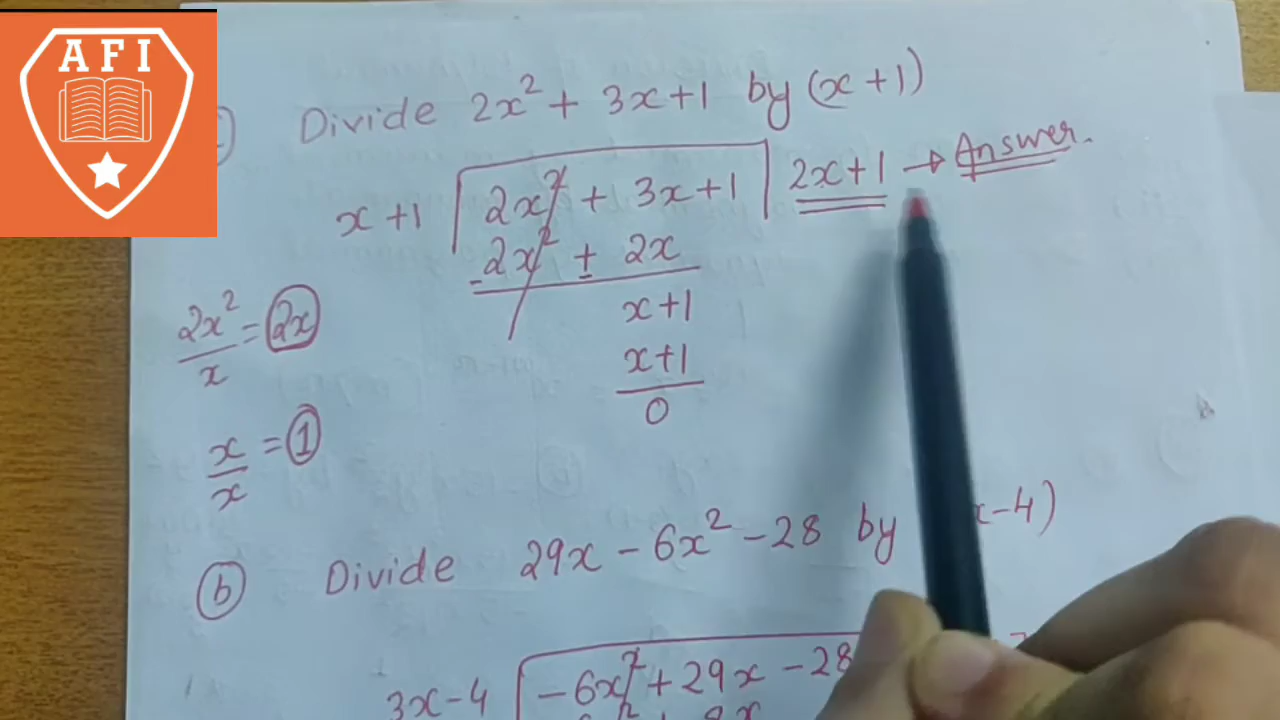 AFI
Divide 2x² + 3x+1 by (x+1)
x+1 2x² + 3x+1 2x+1 → Answer.
-2x² ± 2x
x+1
x+1
0
2x²/x = 2x
x/x = 1
b Divide 29x - 6x² - 28 by x-4)
3x-4 -6x² + 29x - 28